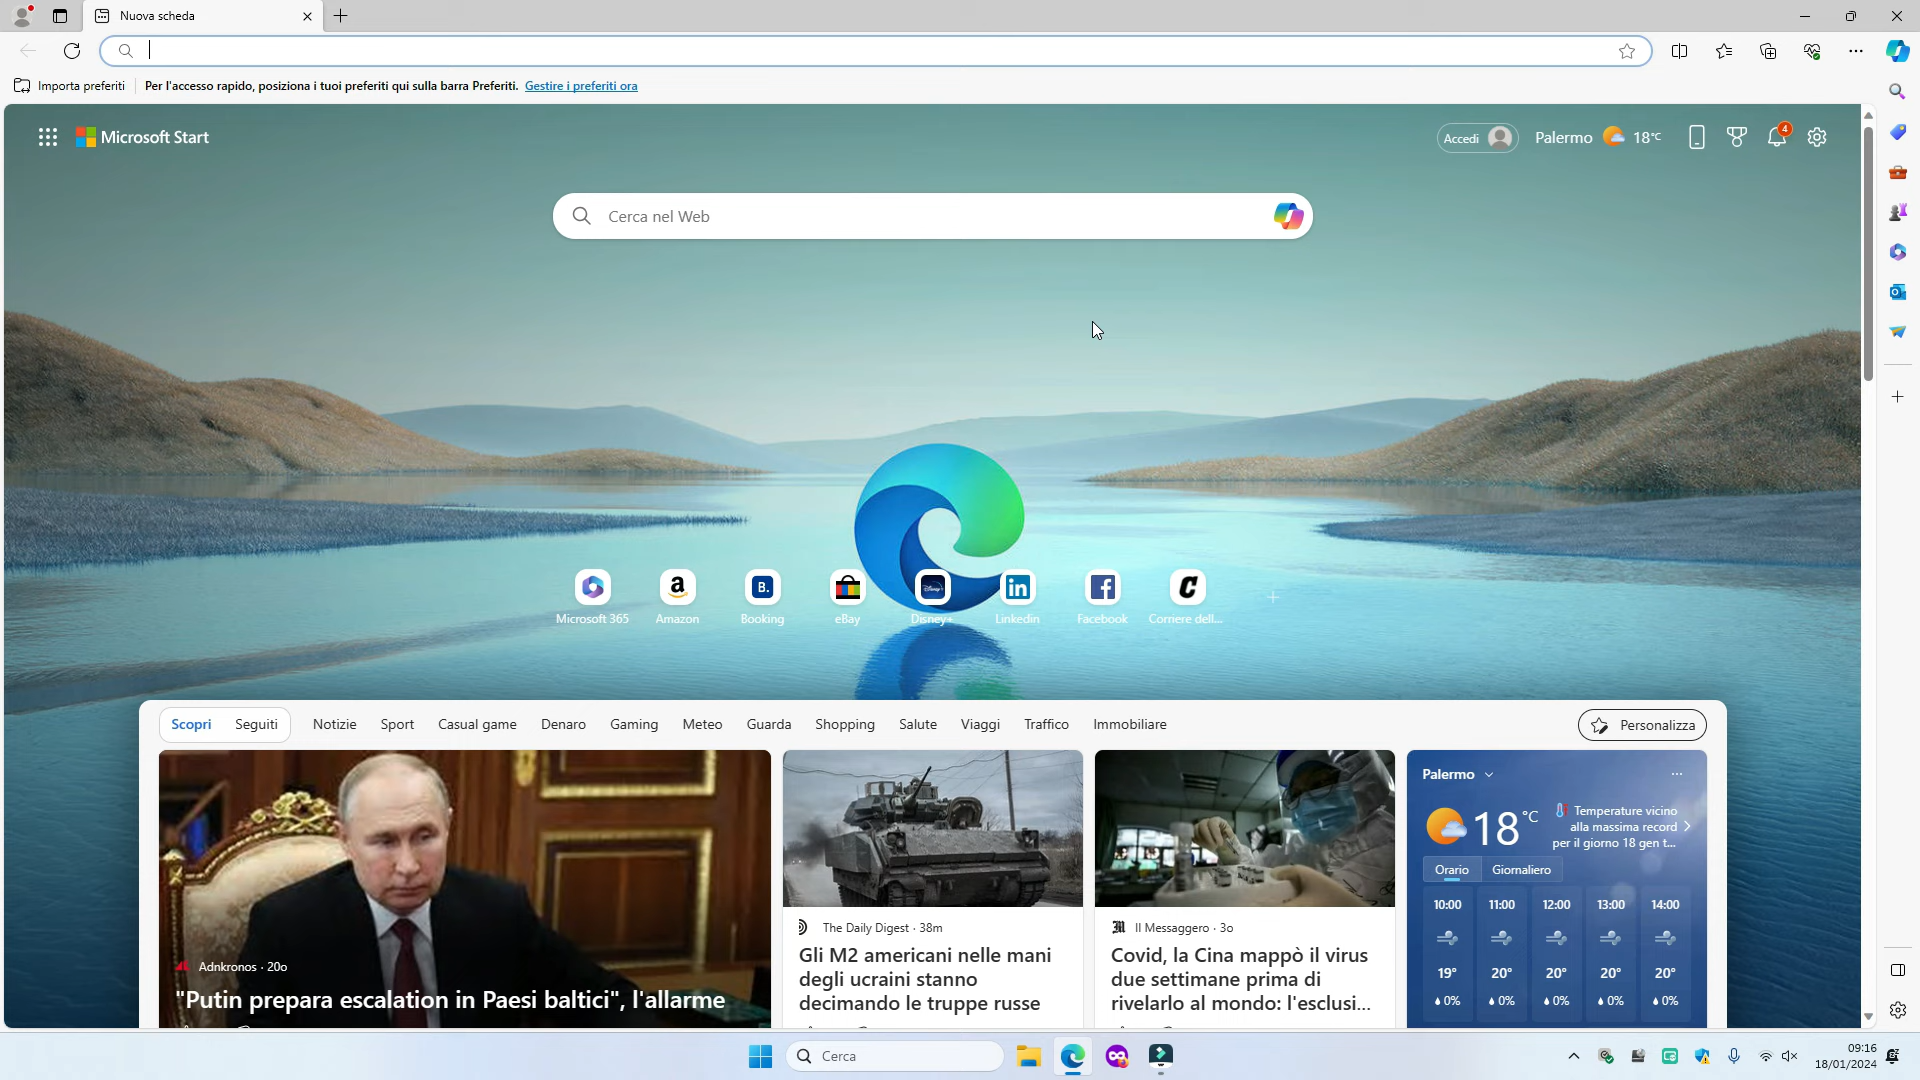 Nuova scheda
Importa preferiti
Per l'accesso rapido, posiziona i tuoi preferiti qui sulla barra Preferiti. Gestire i preferiti ora
Microsoft Start
Accedi
Palermo 18°C
4
Cerca nel Web
Microsoft 365
Amazon
Booking
eBay
Disney+
Linkedin
Facebook
Corriere dell...
Scopri
Seguiti
Notizie
Sport
Casual game
Denaro
Gaming
Meteo
Guarda
Shopping
Salute
Viaggi
Traffico
Immobiliare
Personalizza
Adnkronos · 20o
"Putin prepara escalation in Paesi baltici", l'allarme
The Daily Digest · 38m
Gli M2 americani nelle mani
degli ucraini stanno
decimando le truppe russe
Il Messaggero · 3o
Covid, la Cina mappò il virus
due settimane prima di
rivelarlo al mondo: l'esclusi...
Palermo
18°C
Temperature vicino
alla massima record
per il giorno 18 gen t...
Orario
Giornaliero
10:00 11:00 12:00 13:00 14:00
19° 20° 20° 20° 20°
0% 0% 0% 0% 0%
Cerca
09:16
18/01/2024